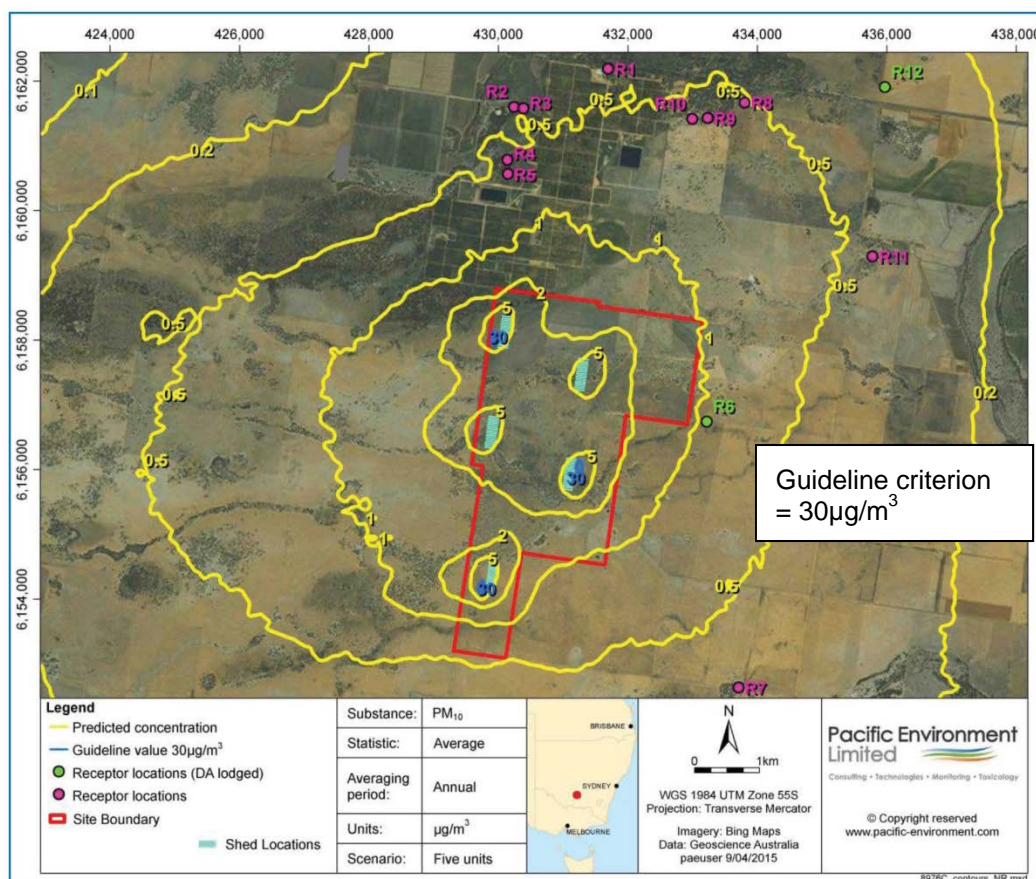 424,000 426,000 428,000 430,000 432,000 434,000 436,000 438,000
6,162,000
6,160,000
6,158,000
6,156,000
6,154,000
0.1
R1
R12
R2
R3
0.5
R10
0.5
R8
R9
0.5
0.2
R4
R5
0.5
1
1
R11
0.5
2
5
0.5
30
1
5
0.2
0.5
5
R6
0.5
5
30
1
1
2
5
30
0.5
R7
Guideline criterion
= 30µg/m³
Legend
Predicted concentration
Guideline value 30µg/m³
Receptor locations (DA lodged)
Receptor locations
Site Boundary
Shed Locations
Substance: PM₁₀
Statistic: Average
Averaging period: Annual
Units: µg/m³
Scenario: Five units
BRISBANE
SYDNEY
MELBOURNE
N
0 1km
WGS 1984 UTM Zone 55S
Projection: Transverse Mercator
Imagery: Bing Maps
Data: Geoscience Australia
paeuser 9/04/2015
Pacific Environment
Limited
Consulting • Technologies • Monitoring • Toxicology
© Copyright reserved
www.pacific-environment.com
8976C_contours_NR.mxd